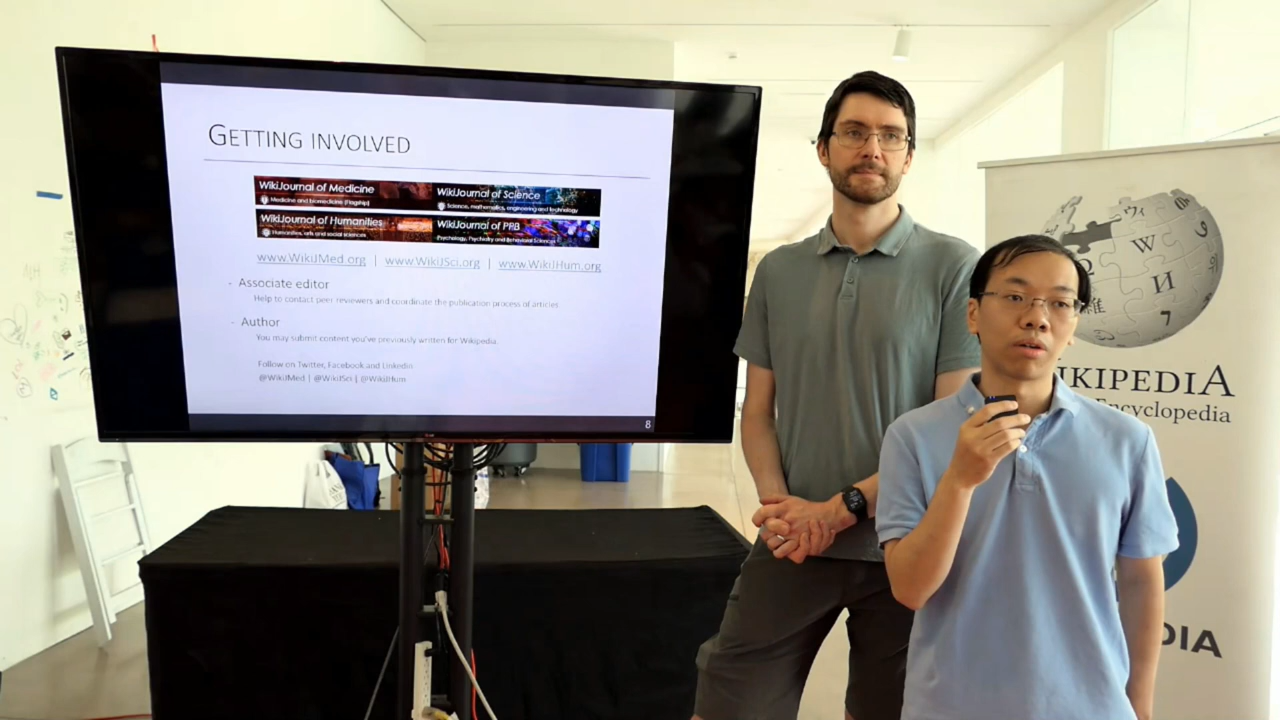 GETTING INVOLVED
WikiJournal of Medicine
Medicine and biomedicine (Flagship)
WikiJournal of Science
Science, mathematics, engineering and technology
WikiJournal of Humanities
Humanities, arts and social sciences
WikiJournal of PPB
Psychology, Psychiatry and Behavioral Sciences
www.WikiJMed.org | www.WikiJSci.org | www.WikiJHum.org
- Associate editor
Help to contact peer reviewers and coordinate the publication process of articles
- Author
You may submit content you've previously written for Wikipedia.
Follow on Twitter, Facebook and Linkedin
@WikiJMed | @WikiJSci | @WikiJHum
8
W
И
维
7
IKIPEDIA
Encyclopedia
DIA